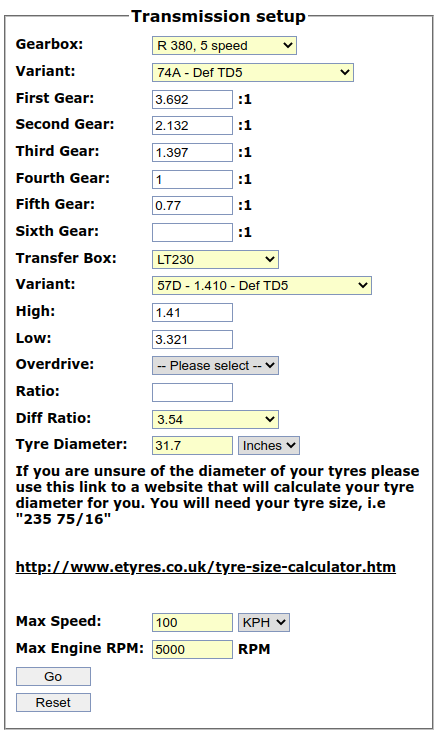 Transmission setup
Gearbox: R 380, 5 speed
Variant: 74A - Def TD5
First Gear: 3.692 :1
Second Gear: 2.132 :1
Third Gear: 1.397 :1
Fourth Gear: 1 :1
Fifth Gear: 0.77 :1
Sixth Gear: :1
Transfer Box: LT230
Variant: 57D - 1.410 - Def TD5
High: 1.41
Low: 3.321
Overdrive: -- Please select --
Ratio:
Diff Ratio: 3.54
Tyre Diameter: 31.7 Inches
If you are unsure of the diameter of your tyres please
use this link to a website that will calculate your tyre
diameter for you. You will need your tyre size, i.e
"235 75/16"
http://www.etyres.co.uk/tyre-size-calculator.htm
Max Speed: 100 KPH
Max Engine RPM: 5000 RPM
Go
Reset